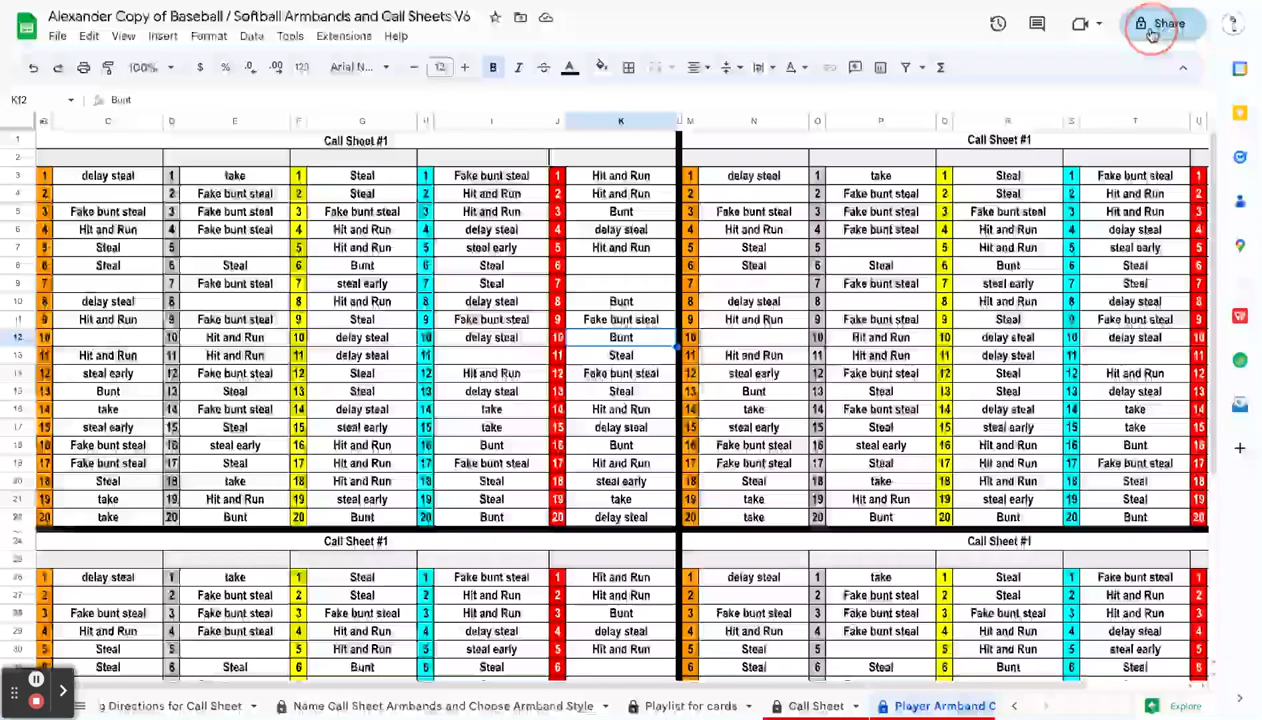 Alexander Copy of Baseball / Softball Armbands and Call Sheets V6
Share
File Edit View Insert Format Data Tools Extensions Help
100% $ % .0 .00 123 Arial N... 12 B I A
K12 Bunt
C D E F G H I J K L M N O P Q R S T U
1 Call Sheet #1 Call Sheet #1
2
3 1 delay steal 1 take 1 Steal 1 Fake bunt steal 1 Hit and Run 1 delay steal 1 take 1 Steal 1 Fake bunt steal 1
4 2 2 Fake bunt steal 2 Steal 2 Hit and Run 2 Hit and Run 2 2 Fake bunt steal 2 Steal 2 Hit and Run 2
5 3 Fake bunt steal 3 Fake bunt steal 3 Fake bunt steal 3 Hit and Run 3 Bunt 3 Fake bunt steal 3 Fake bunt steal 3 Fake bunt steal 3 Hit and Run 3
6 4 Hit and Run 4 Fake bunt steal 4 Hit and Run 4 delay steal 4 delay steal 4 Hit and Run 4 Fake bunt steal 4 Hit and Run 4 delay steal 4
7 5 Steal 5 5 Hit and Run 5 steal early 5 Hit and Run 5 Steal 5 5 Hit and Run 5 steal early 5
8 6 Steal 6 Steal 6 Bunt 6 Steal 6 6 Steal 6 Steal 6 Bunt 6 Steal 6
9 7 7 Fake bunt steal 7 steal early 7 Steal 7 7 7 Fake bunt steal 7 steal early 7 Steal 7
10 8 delay steal 8 8 Hit and Run 8 delay steal 8 Bunt 8 delay steal 8 8 Hit and Run 8 delay steal 8
11 9 Hit and Run 9 Fake bunt steal 9 Steal 9 Fake bunt steal 9 Fake bunt steal 9 Hit and Run 9 Fake bunt steal 9 Steal 9 Fake bunt steal 9
12 10 10 Hit and Run 10 delay steal 10 delay steal 10 Bunt 10 10 Hit and Run 10 delay steal 10 delay steal 10
13 11 Hit and Run 11 Hit and Run 11 delay steal 11 11 Steal 11 Hit and Run 11 Hit and Run 11 delay steal 11 11
14 12 steal early 12 Fake bunt steal 12 Steal 12 Hit and Run 12 Fake bunt steal 12 steal early 12 Fake bunt steal 12 Steal 12 Hit and Run 12
15 13 Bunt 13 Steal 13 Steal 13 delay steal 13 Steal 13 Bunt 13 Steal 13 Steal 13 delay steal 13
16 14 take 14 Fake bunt steal 14 delay steal 14 take 14 Hit and Run 14 take 14 Fake bunt steal 14 delay steal 14 take 14
17 15 steal early 15 Steal 15 steal early 15 take 15 delay steal 15 steal early 15 Steal 15 steal early 15 take 15
18 16 Fake bunt steal 16 steal early 16 Hit and Run 16 Bunt 16 Bunt 16 Fake bunt steal 16 steal early 16 Hit and Run 16 Bunt 16
19 17 Fake bunt steal 17 Steal 17 Hit and Run 17 Fake bunt steal 17 Hit and Run 17 Fake bunt steal 17 Steal 17 Hit and Run 17 Fake bunt steal 17
20 18 Steal 18 take 18 Hit and Run 18 Steal 18 steal early 18 Steal 18 take 18 Hit and Run 18 Steal 18
21 19 take 19 Hit and Run 19 steal early 19 Steal 19 take 19 take 19 Hit and Run 19 steal early 19 Steal 19
22 20 take 20 Bunt 20 Bunt 20 Bunt 20 delay steal 20 take 20 Bunt 20 Bunt 20 Bunt 20
24 Call Sheet #1 Call Sheet #1
25
26 1 delay steal 1 take 1 Steal 1 Fake bunt steal 1 Hit and Run 1 delay steal 1 take 1 Steal 1 Fake bunt steal 1
27 2 2 Fake bunt steal 2 Steal 2 Hit and Run 2 Hit and Run 2 2 Fake bunt steal 2 Steal 2 Hit and Run 2
28 3 Fake bunt steal 3 Fake bunt steal 3 Fake bunt steal 3 Hit and Run 3 Bunt 3 Fake bunt steal 3 Fake bunt steal 3 Fake bunt steal 3 Hit and Run 3
29 4 Hit and Run 4 Fake bunt steal 4 Hit and Run 4 delay steal 4 delay steal 4 Hit and Run 4 Fake bunt steal 4 Hit and Run 4 delay steal 4
30 5 Steal 5 5 Hit and Run 5 steal early 5 Hit and Run 5 Steal 5 5 Hit and Run 5 steal early 5
Steal 6 Steal 6 Bunt 6 Steal 6 6 Steal 6 Steal 6 Bunt 6 Steal 6
g Directions for Call Sheet Name Call Sheet Armbands and Choose Armband Style Playlist for cards Call Sheet Player Armband C Explore